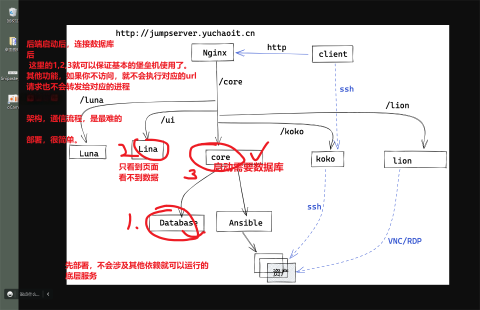 http://jumpserver.yuchaoit.cn
后端启动后，连接数据库
后
这里的1,2,3就可以保证基本的堡垒机使用了。
其他功能，如果你不访问，就不会执行对应的url
请求也不会转发给对应的进程
Nginx
http
client
/core
ssh
/luna
/ui
/koko
/lion
架构，通信流程，是最难的
部署，很简单。
Luna
2.
Lina
core
koko
lion
只看到页面
看不到数据
启动需要数据库
3
1.
Database
Ansible
ssh
VNC/RDP
先部署，不会涉及其他依赖就可以运行的
底层服务